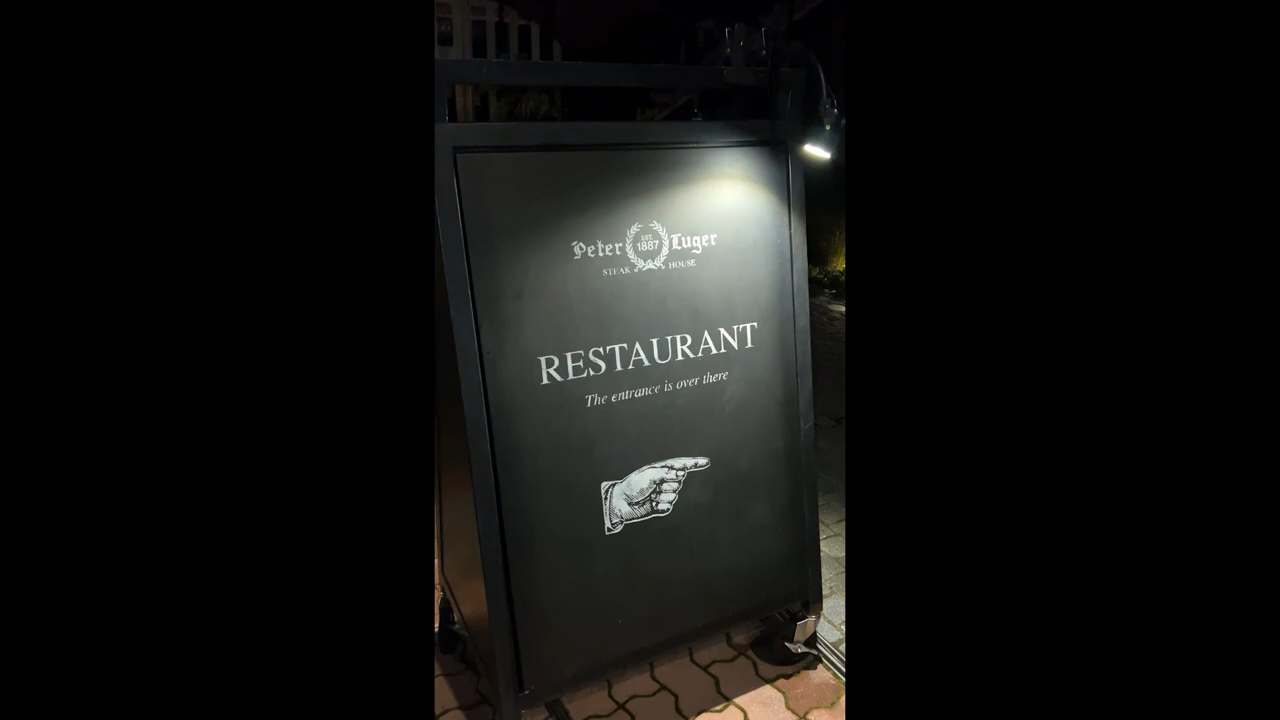 Peter Luger
EST.
1887
STEAK HOUSE
RESTAURANT
The entrance is over there